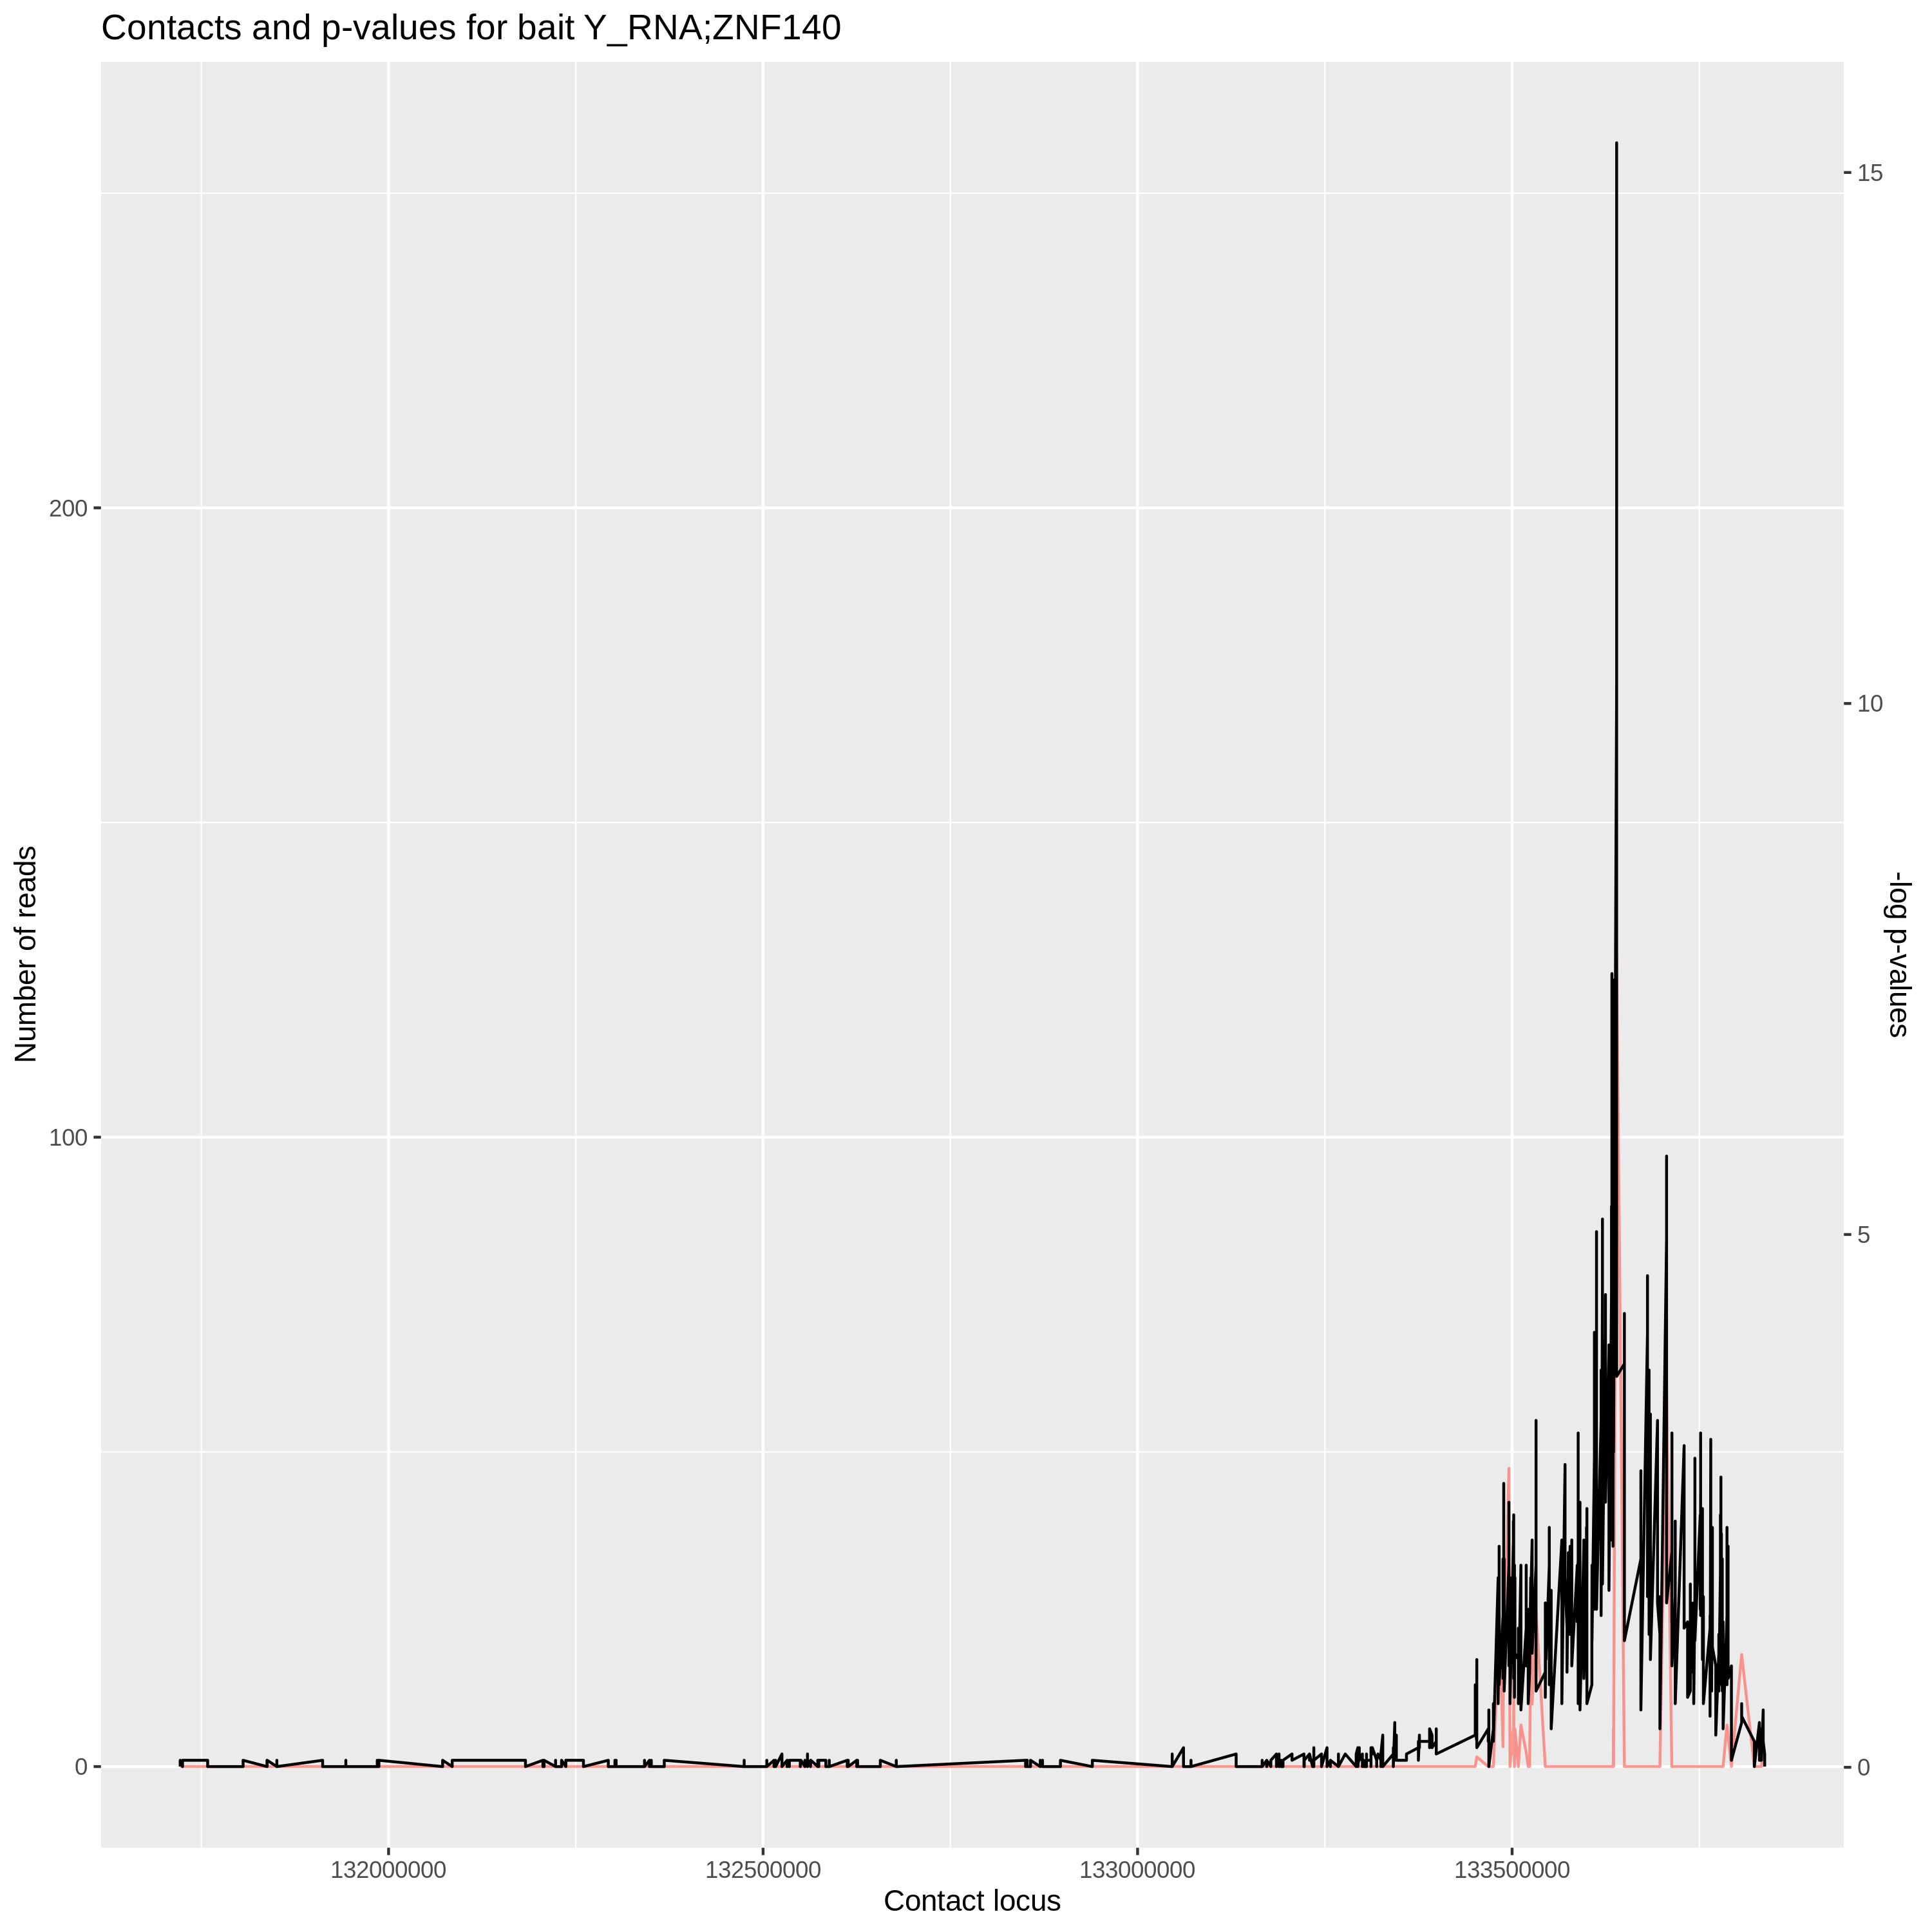 Contacts and p-values for bait Y_RNA;ZNF140
Number of reads
200
100
0
15
10
5
0
-log p-values
132000000 132500000 133000000 133500000
Contact locus